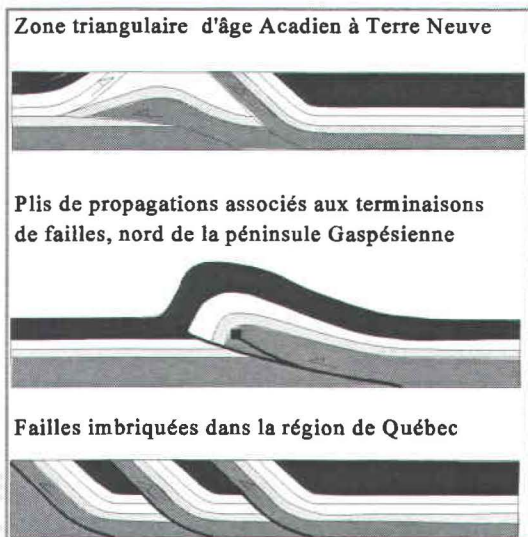 Zone triangulaire d'âge Acadien à Terre Neuve
Plis de propagations associés aux terminaisons
de failles, nord de la péninsule Gaspésienne
Failles imbriquées dans la région de Québec